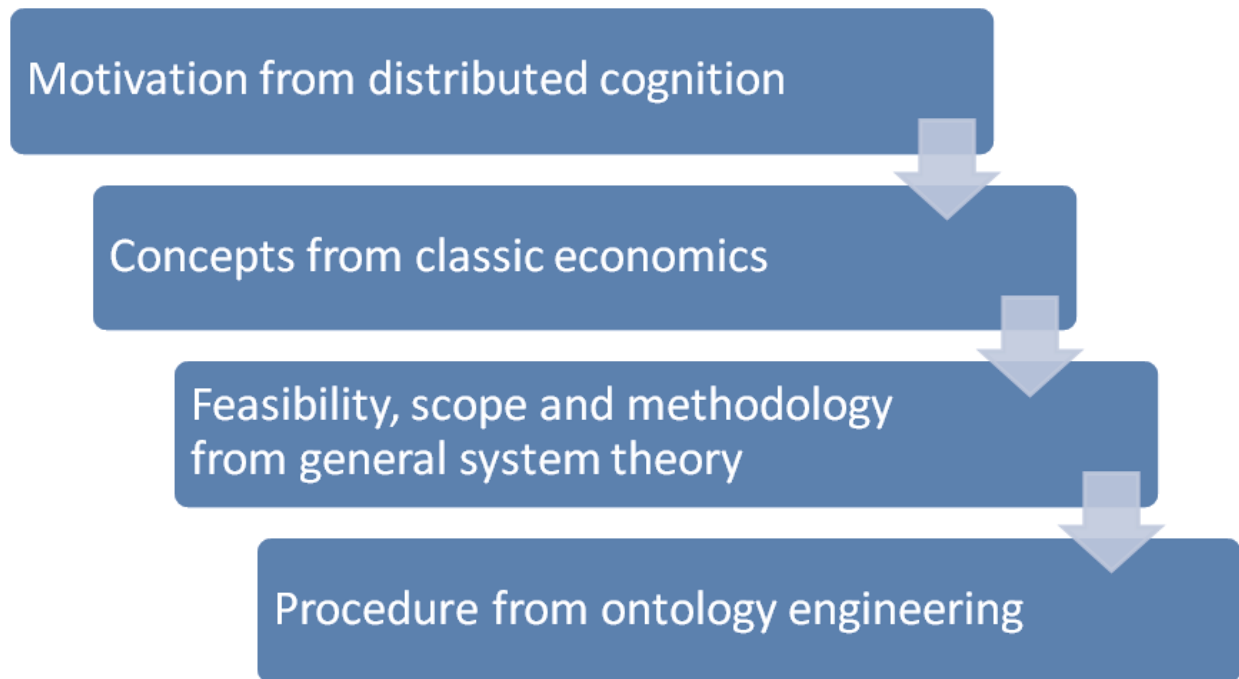 Motivation from distributed cognition
Concepts from classic economics
Feasibility, scope and methodology
from general system theory
Procedure from ontology engineering